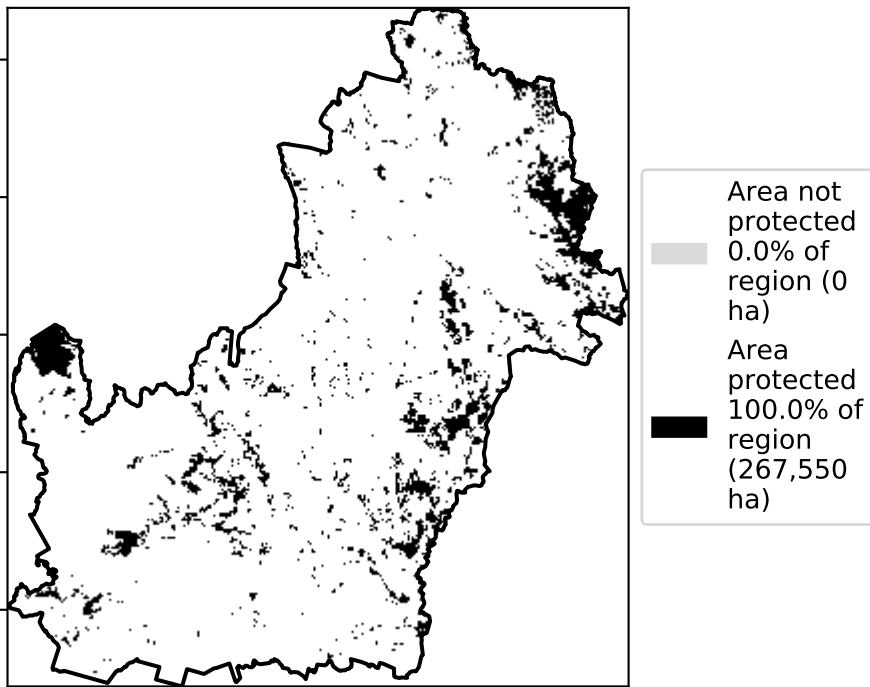 Area not
protected
0.0% of
region (0
ha)
Area
protected
100.0% of
region
(267,550
ha)